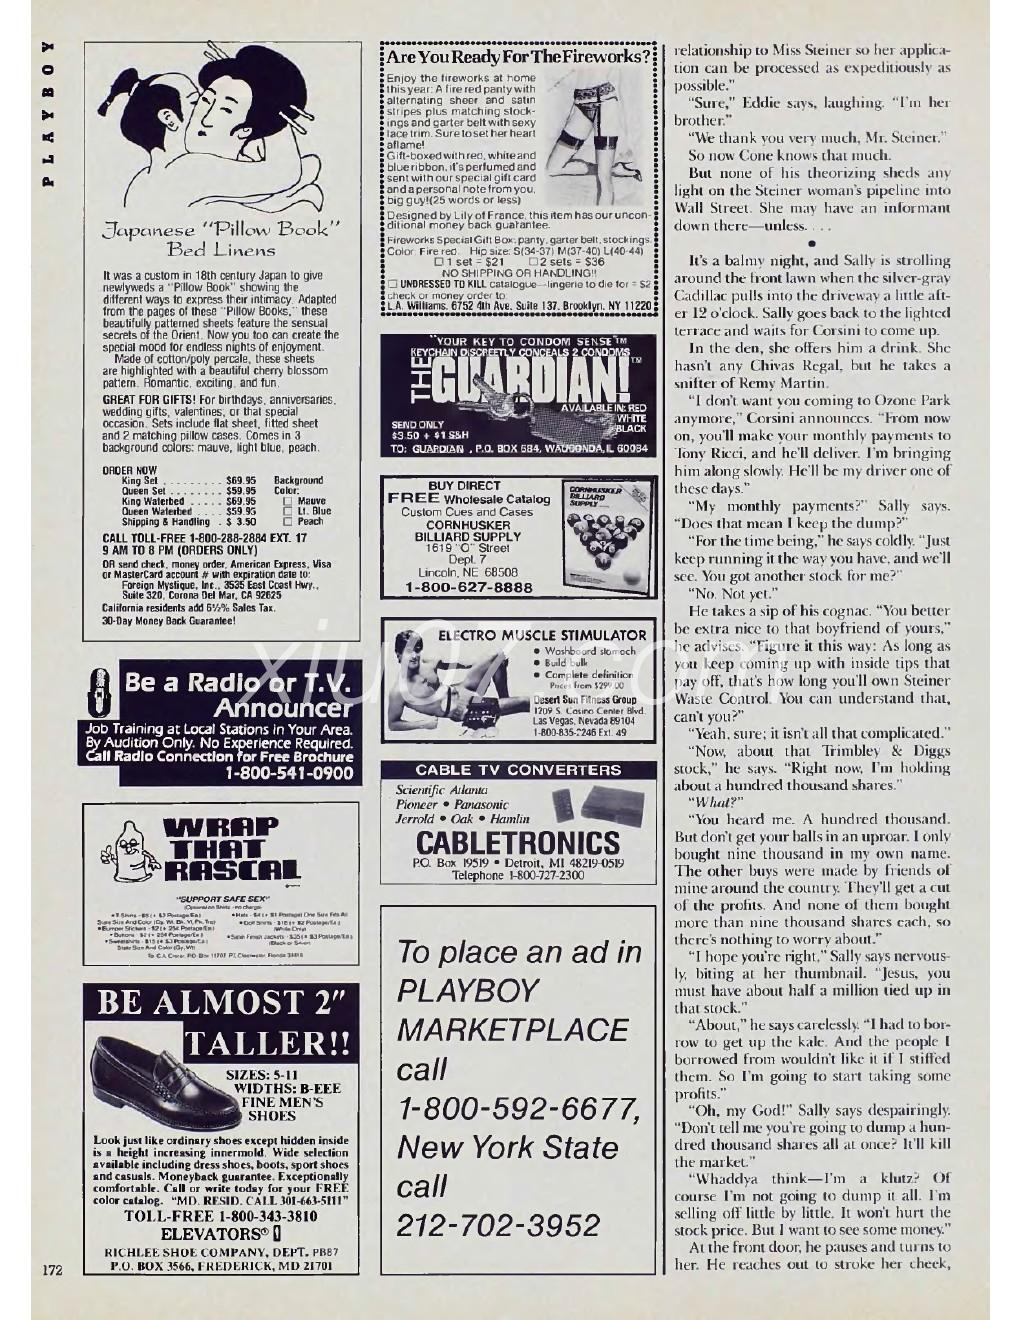 PLAYBOY
Japanese "Pillow Book"
Bed Linens
It was a custom in 18th century Japan to give
newlyweds a "Pillow Book" showing the
different ways to express their intimacy. Adapted
from the pages of these "Pillow Books," these
beautifully patterned sheets feature the sensual
secrets of the Orient. Now you too can create the
special mood for endless nights of enjoyment.
Made of cotton/poly percale, these sheets
are highlighted with a beautiful cherry blossom
pattern. Romantic, exciting, and fun.
GREAT FOR GIFTS! For birthdays, anniversaries,
wedding gifts, valentines, or that special
occasion. Sets include flat sheet, fitted sheet
and 2 matching pillow cases. Comes in 3
background colors: mauve, light blue, peach.
ORDER NOW
King Set . . . . . . . . . $69.95 Background
Queen Set . . . . . . . . $59.95 Color:
King Waterbed . . . . . $69.95 □ Mauve
Queen Waterbed . . . . $59.95 □ Lt. Blue
Shipping & Handling . $ 3.50 □ Peach
CALL TOLL-FREE 1-800-288-2884 EXT. 17
9 AM TO 8 PM (ORDERS ONLY)
OR send check, money order, American Express, Visa
or MasterCard account # with expiration date to:
Foreign Mystique, Inc., 3535 East Coast Hwy.,
Suite 320, Corona Del Mar, CA 92625
California residents add 6½% Sales Tax.
30-Day Money Back Guarantee!
Be a Radio or T.V.
Announcer
Job Training at Local Stations in Your Area.
By Audition Only. No Experience Required.
Call Radio Connection for Free Brochure
1-800-541-0900
WRAP
THAT
RASCAL
"SUPPORT SAFE SEX"
BE ALMOST 2"
TALLER!!
SIZES: 5-11
WIDTHS: B-EEE
FINE MEN'S
SHOES
Look just like ordinary shoes except hidden inside
is a height increasing innermold. Wide selection
available including dress shoes, boots, sport shoes
and casuals. Moneyback guarantee. Exceptionally
comfortable. Call or write today for your FREE
color catalog. "MD. RESID. CALL 301-663-5111"
TOLL-FREE 1-800-343-3810
ELEVATORS®
RICHLEE SHOE COMPANY, DEPT. PB87
P.O. BOX 3566, FREDERICK, MD 21701
172
Are You Ready For The Fireworks?
Enjoy the fireworks at home
this year: A fire red panty with
alternating sheer and satin
stripes plus matching stock-
ings and garter belt with sexy
lace trim. Sure to set her heart
aflame!
Gift-boxed with red, white and
blue ribbon, it's perfumed and
sent with our special gift card
and a personal note from you,
big guy! (25 words or less)
Designed by Lily of France, this item has our uncon-
ditional money back guarantee.
Fireworks Special Gift Box: panty, garter belt, stockings.
Color: Fire red. Hip size: S(34-37) M(37-40) L(40-44)
□ 1 set = $21 □ 2 sets = $36
NO SHIPPING OR HANDLING!!
□ UNDRESSED TO KILL catalogue—lingerie to die for = $2
check or money order to:
L.A. Williams. 6752 4th Ave. Suite 137, Brooklyn, NY 11220
"YOUR KEY TO CONDOM SENSE"™
KEYCHAIN DISCREETLY CONCEALS 2 CONDOMS
THE GUARDIAN!™
AVAILABLE IN: RED
WHITE
BLACK
SEND ONLY
$3.50 + $1 S&H
TO: GUARDIAN, P.O. BOX 584, WAUCONDA, IL 60084
BUY DIRECT
FREE Wholesale Catalog
Custom Cues and Cases
CORNHUSKER
BILLIARD SUPPLY
1619 "O" Street
Dept. 7
Lincoln, NE 68508
1-800-627-8888
CORNHUSKER
BILLIARD
SUPPLY
ELECTRO MUSCLE STIMULATOR
• Washboard stomach
• Build bulk
• Complete definition
Prices from $299.00
Desert Sun Fitness Group
1209 S. Casino Center Blvd.
Las Vegas, Nevada 89104
1-800-835-2246 Ext. 49
CABLE TV CONVERTERS
Scientific Atlanta
Pioneer • Panasonic
Jerrold • Oak • Hamlin
CABLETRONICS
P.O. Box 19519 • Detroit, MI 48219-0519
Telephone 1-800-727-2300
To place an ad in
PLAYBOY
MARKETPLACE
call
1-800-592-6677,
New York State
call
212-702-3952
relationship to Miss Steiner so her applica-
tion can be processed as expeditiously as
possible."
"Sure," Eddie says, laughing. "I'm her
brother."
"We thank you very much, Mr. Steiner."
So now Cone knows that much.
But none of his theorizing sheds any
light on the Steiner woman's pipeline into
Wall Street. She may have an informant
down there—unless. . . .
•
It's a balmy night, and Sally is strolling
around the front lawn when the silver-gray
Cadillac pulls into the driveway a little aft-
er 12 o'clock. Sally goes back to the lighted
terrace and waits for Corsini to come up.
In the den, she offers him a drink. She
hasn't any Chivas Regal, but he takes a
snifter of Remy Martin.
"I don't want you coming to Ozone Park
anymore," Corsini announces. "From now
on, you'll make your monthly payments to
Tony Ricci, and he'll deliver. I'm bringing
him along slowly. He'll be my driver one of
these days."
"My monthly payments?" Sally says.
"Does that mean I keep the dump?"
"For the time being," he says coldly. "Just
keep running it the way you have, and we'll
see. You got another stock for me?"
"No. Not yet."
He takes a sip of his cognac. "You better
be extra nice to that boyfriend of yours,"
he advises. "Figure it this way: As long as
you keep coming up with inside tips that
pay off, that's how long you'll own Steiner
Waste Control. You can understand that,
can't you?"
"Yeah, sure; it isn't all that complicated."
"Now, about that Trimbley & Diggs
stock," he says. "Right now, I'm holding
about a hundred thousand shares."
"What?"
"You heard me. A hundred thousand.
But don't get your balls in an uproar. I only
bought nine thousand in my own name.
The other buys were made by friends of
mine around the country. They'll get a cut
of the profits. And none of them bought
more than nine thousand shares each, so
there's nothing to worry about."
"I hope you're right," Sally says nervous-
ly, biting at her thumbnail. "Jesus, you
must have about half a million tied up in
that stock."
"About," he says carelessly. "I had to bor-
row to get up the kale. And the people I
borrowed from wouldn't like it if I stiffed
them. So I'm going to start taking some
profits."
"Oh, my God!" Sally says despairingly.
"Don't tell me you're going to dump a hun-
dred thousand shares all at once? It'll kill
the market."
"Whaddya think—I'm a klutz? Of
course I'm not going to dump it all. I'm
selling off little by little. It won't hurt the
stock price. But I want to see some money."
At the front door, he pauses and turns to
her. He reaches out to stroke her cheek,